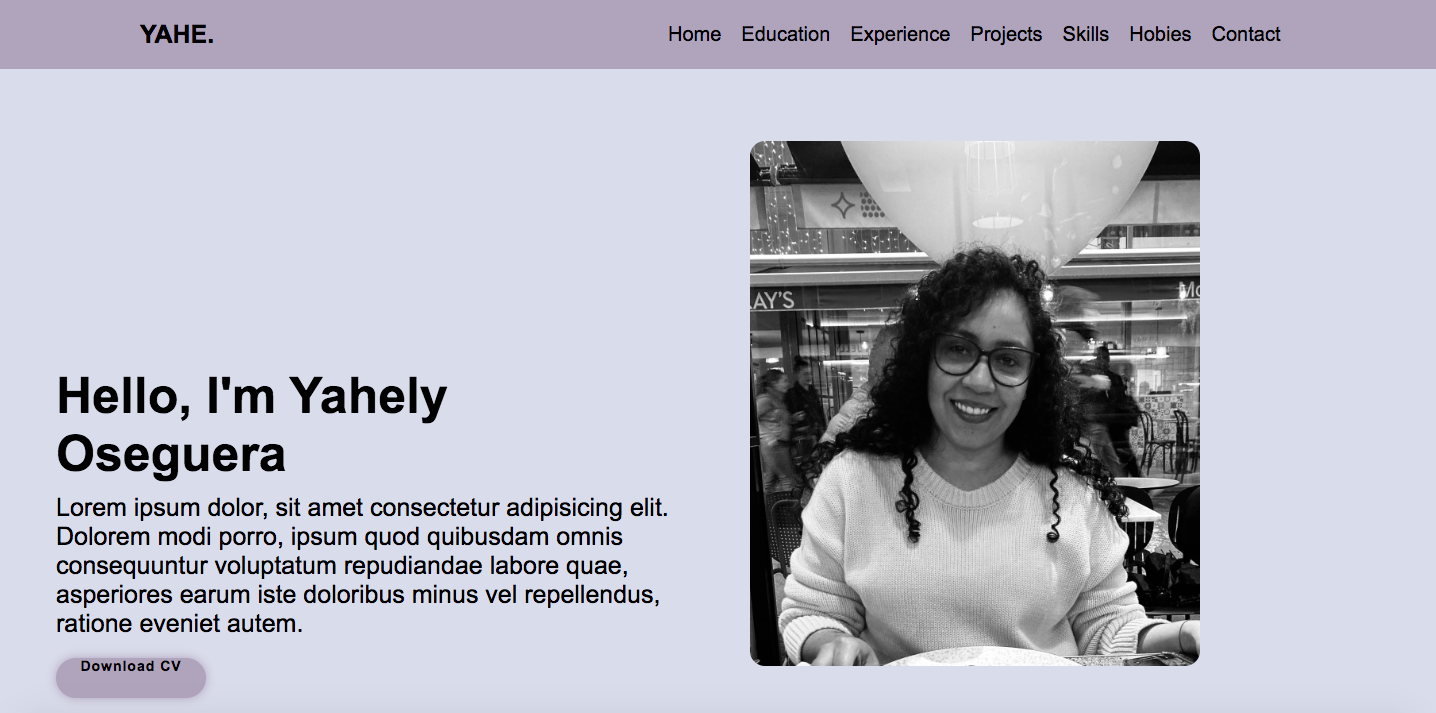 YAHE.
Home Education Experience Projects Skills Hobies Contact
Hello, I'm Yahely
Oseguera
Lorem ipsum dolor, sit amet consectetur adipisicing elit.
Dolorem modi porro, ipsum quod quibusdam omnis
consequuntur voluptatum repudiandae labore quae,
asperiores earum iste doloribus minus vel repellendus,
ratione eveniet autem.
Download CV
AY'S